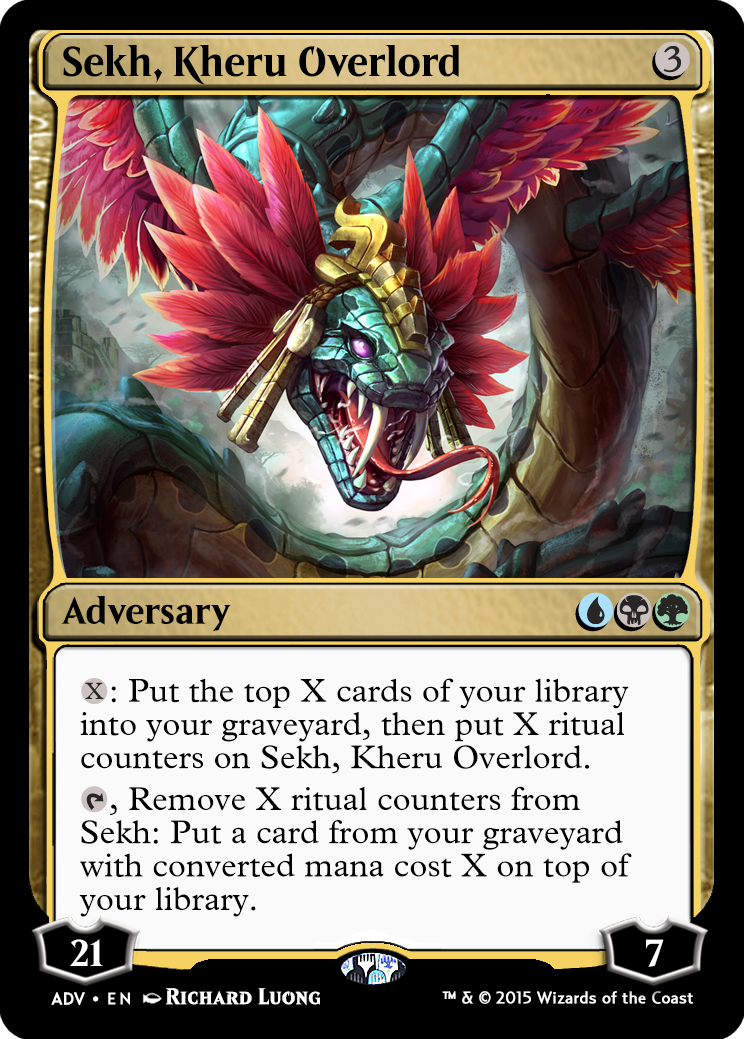 Sekh, Kheru Overlord 3
Adversary
X: Put the top X cards of your library
into your graveyard, then put X ritual
counters on Sekh, Kheru Overlord.
, Remove X ritual counters from
Sekh: Put a card from your graveyard
with converted mana cost X on top of
your library.
21 7
ADV • EN Richard Luong ™ & © 2015 Wizards of the Coast